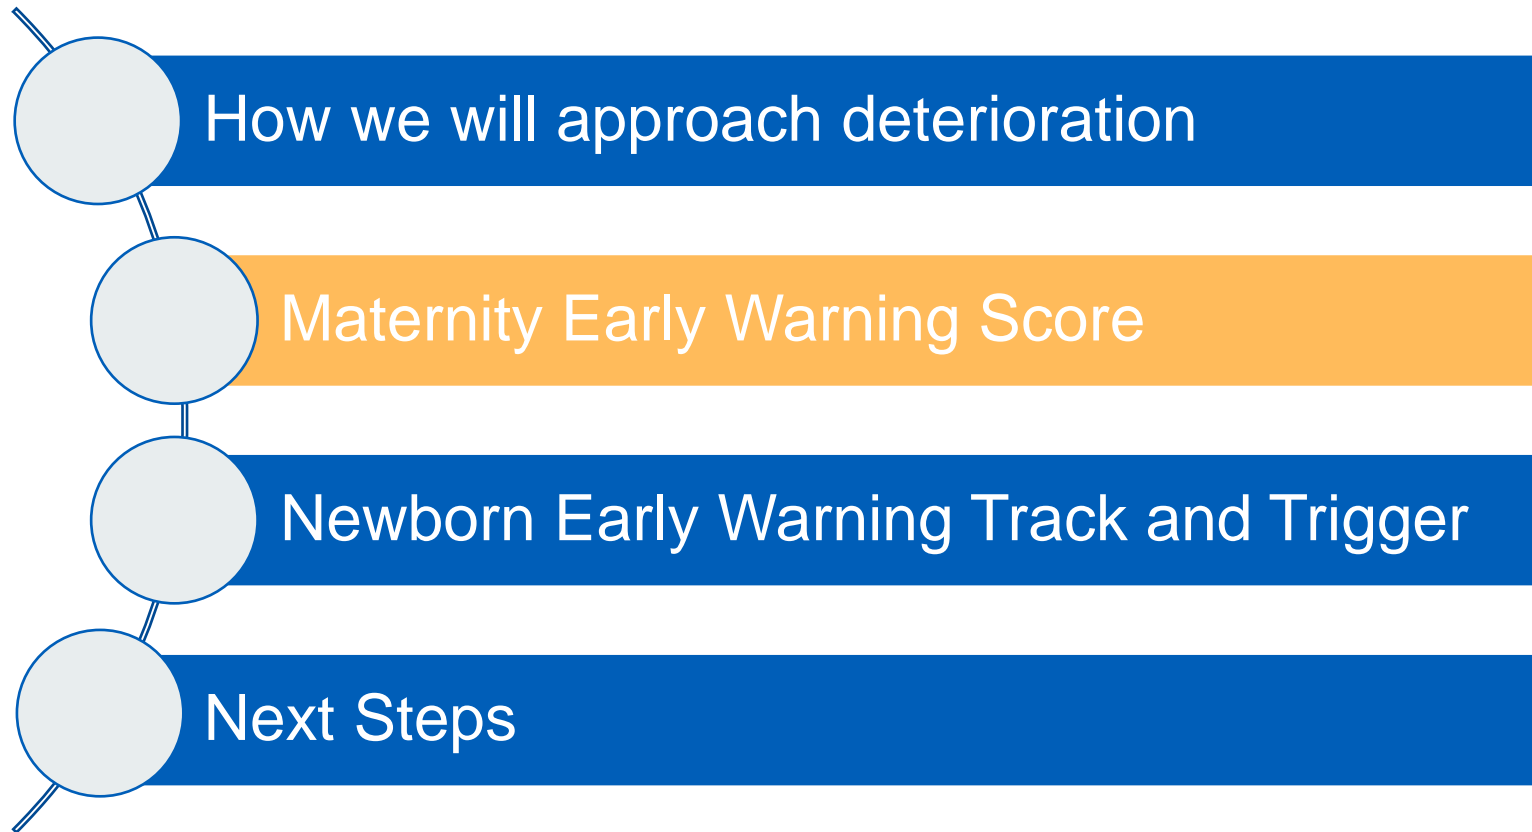 How we will approach deterioration
Maternity Early Warning Score
Newborn Early Warning Track and Trigger
Next Steps